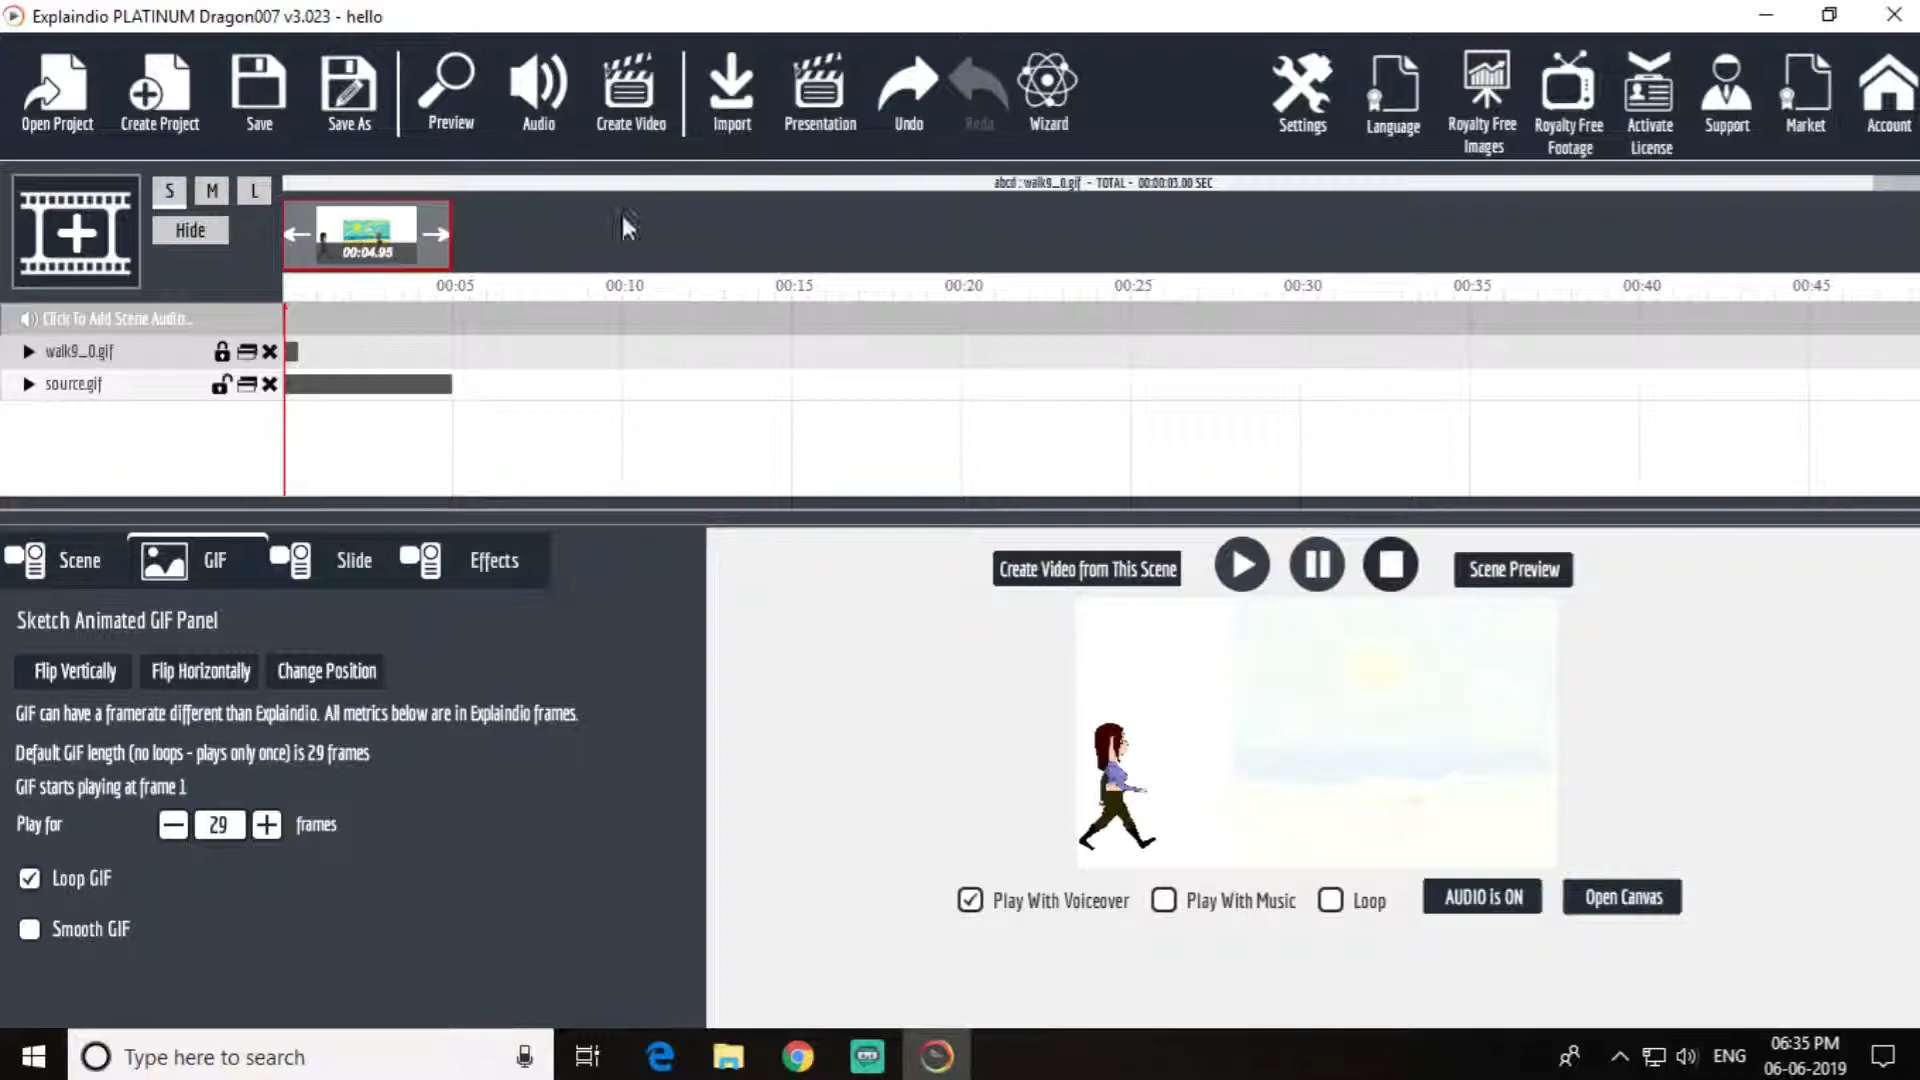 Explaindio PLATINUM Dragon007 v3.023 - hello
Open Project
Create Project
Save
Save As
Preview
Audio
Create Video
Import
Presentation
Undo
Redo
Wizard
Settings
Language
Royalty Free Images
Royalty Free Footage
Activate License
Support
Market
Account
S M L
Hide
abcd : walk9_0.gif - TOTAL - 00:00:03.00 SEC
00:04.95
00:05 00:10 00:15 00:20 00:25 00:30 00:35 00:40 00:45
Click To Add Scene Audio...
walk9_0.gif
source.gif
Scene GIF Slide Effects
Sketch Animated GIF Panel
Flip Vertically Flip Horizontally Change Position
GIF can have a framerate different than Explaindio. All metrics below are in Explaindio frames.
Default GIF length (no loops - plays only once) is 29 frames
GIF starts playing at frame 1
Play for 29 frames
Loop GIF
Smooth GIF
Create Video from This Scene
Scene Preview
Play With Voiceover Play With Music Loop AUDIO is ON Open Canvas
Type here to search
ENG
06:35 PM
06-06-2019